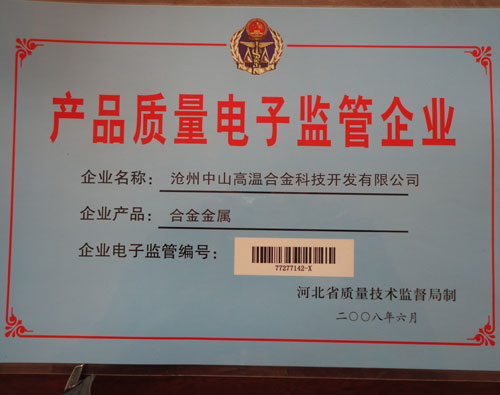 产品质量电子监管企业
企业名称：沧州中山高温合金科技开发有限公司
企业产品：合金金属
企业电子监管编号：
77277142-X
河北省质量技术监督局制
二〇〇八年六月